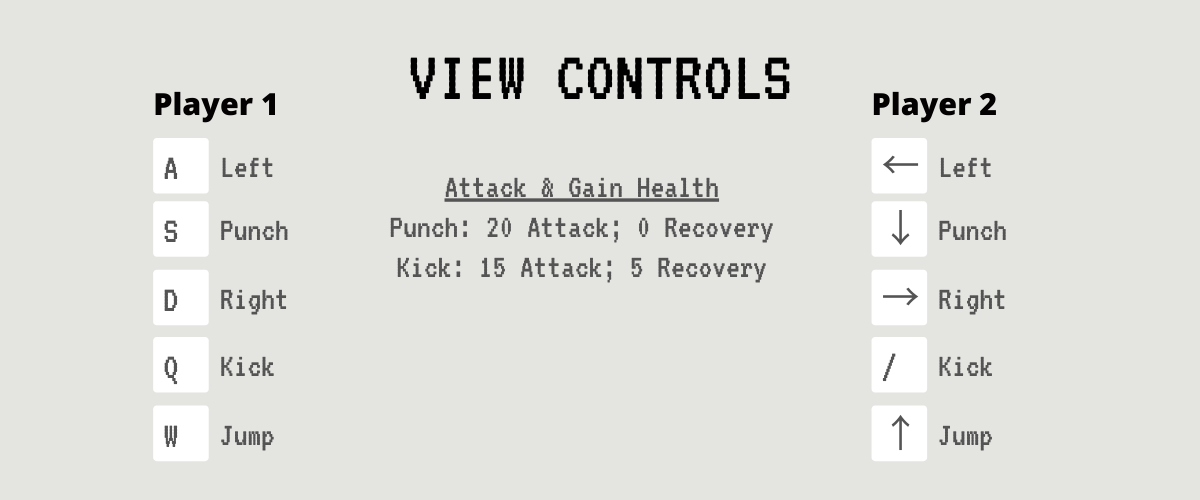 VIEW CONTROLS
Player 1
A Left
S Punch
D Right
Q Kick
W Jump
Attack & Gain Health
Punch: 20 Attack; 0 Recovery
Kick: 15 Attack; 5 Recovery
Player 2
← Left
↓ Punch
→ Right
/ Kick
↑ Jump